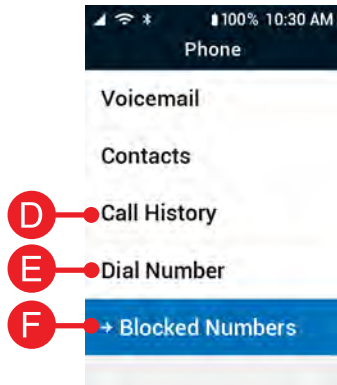 100% 10:30 AM
Phone
Voicemail
Contacts
D Call History
E Dial Number
F → Blocked Numbers